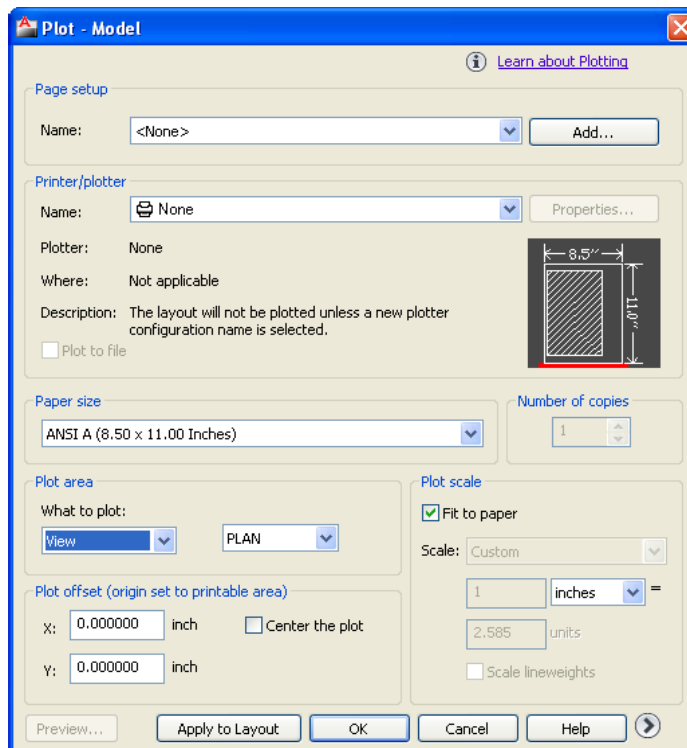 Plot - Model
Learn about Plotting
Page setup
Name: <None> Add...
Printer/plotter
Name: None Properties...
Plotter: None
Where: Not applicable
Description: The layout will not be plotted unless a new plotter
configuration name is selected.
Plot to file
8.5″
11.0″
Paper size
ANSI A (8.50 x 11.00 Inches)
Number of copies
1
Plot area
What to plot:
View PLAN
Plot scale
Fit to paper
Scale: Custom
1 inches =
2.585 units
Scale lineweights
Plot offset (origin set to printable area)
X: 0.000000 inch Center the plot
Y: 0.000000 inch
Preview... Apply to Layout OK Cancel Help